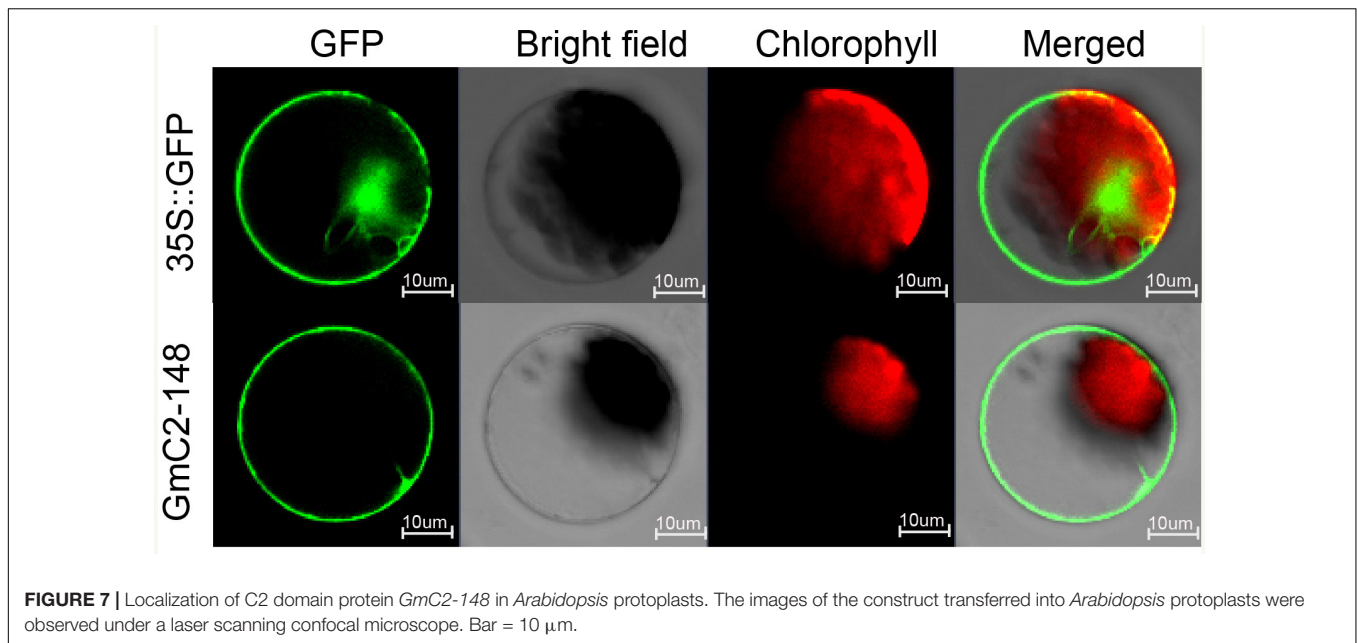 GFP Bright field Chlorophyll Merged
35S::GFP
10um 10um 10um 10um
GmC2-148
10um 10um 10um 10um
FIGURE 7 | Localization of C2 domain protein GmC2-148 in Arabidopsis protoplasts. The images of the construct transferred into Arabidopsis protoplasts were
observed under a laser scanning confocal microscope. Bar = 10 μm.